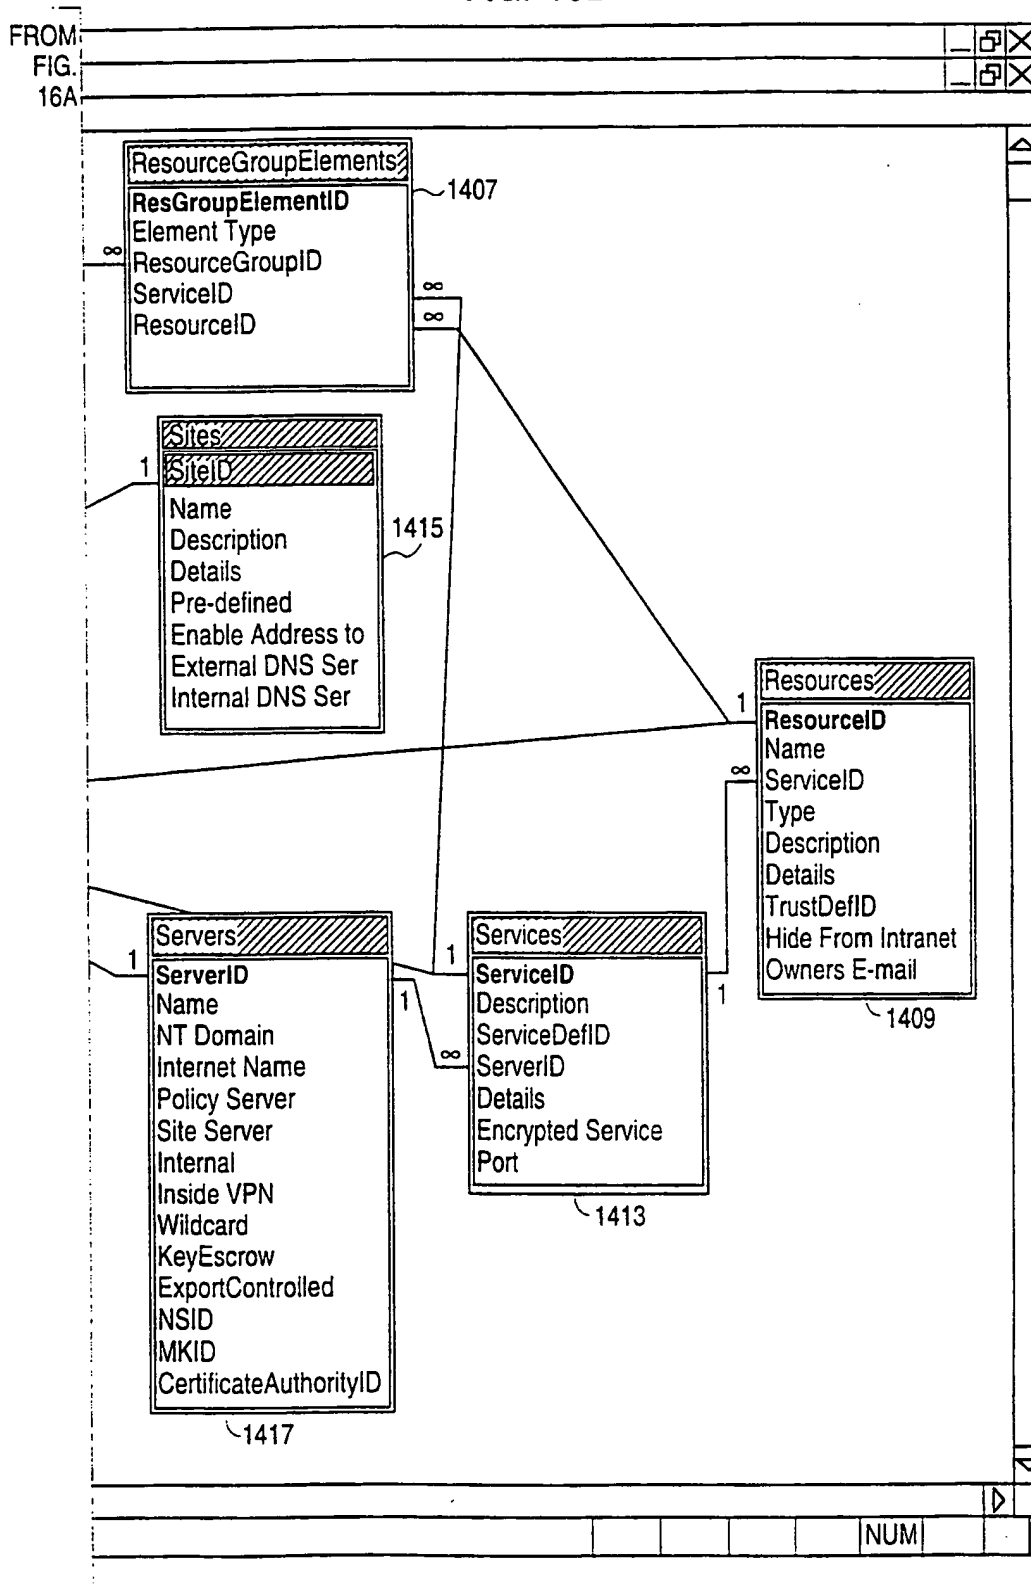 FROM
FIG.
16A
ResourceGroupElements
ResGroupElementID
Element Type
ResourceGroupID
ServiceID
ResourceID
1407
∞
∞
∞
Sites
SiteID
Name
Description
Details
Pre-defined
Enable Address to
External DNS Ser
Internal DNS Ser
1
1415
Resources
ResourceID
Name
ServiceID
Type
Description
Details
TrustDefID
Hide From Intranet
Owners E-mail
1
∞
1409
Servers
ServerID
Name
NT Domain
Internet Name
Policy Server
Site Server
Internal
Inside VPN
Wildcard
KeyEscrow
ExportControlled
NSID
MKID
CertificateAuthorityID
1
1
1417
Services
ServiceID
Description
ServiceDefID
ServerID
Details
Encrypted Service
Port
1
∞
1
1413
NUM